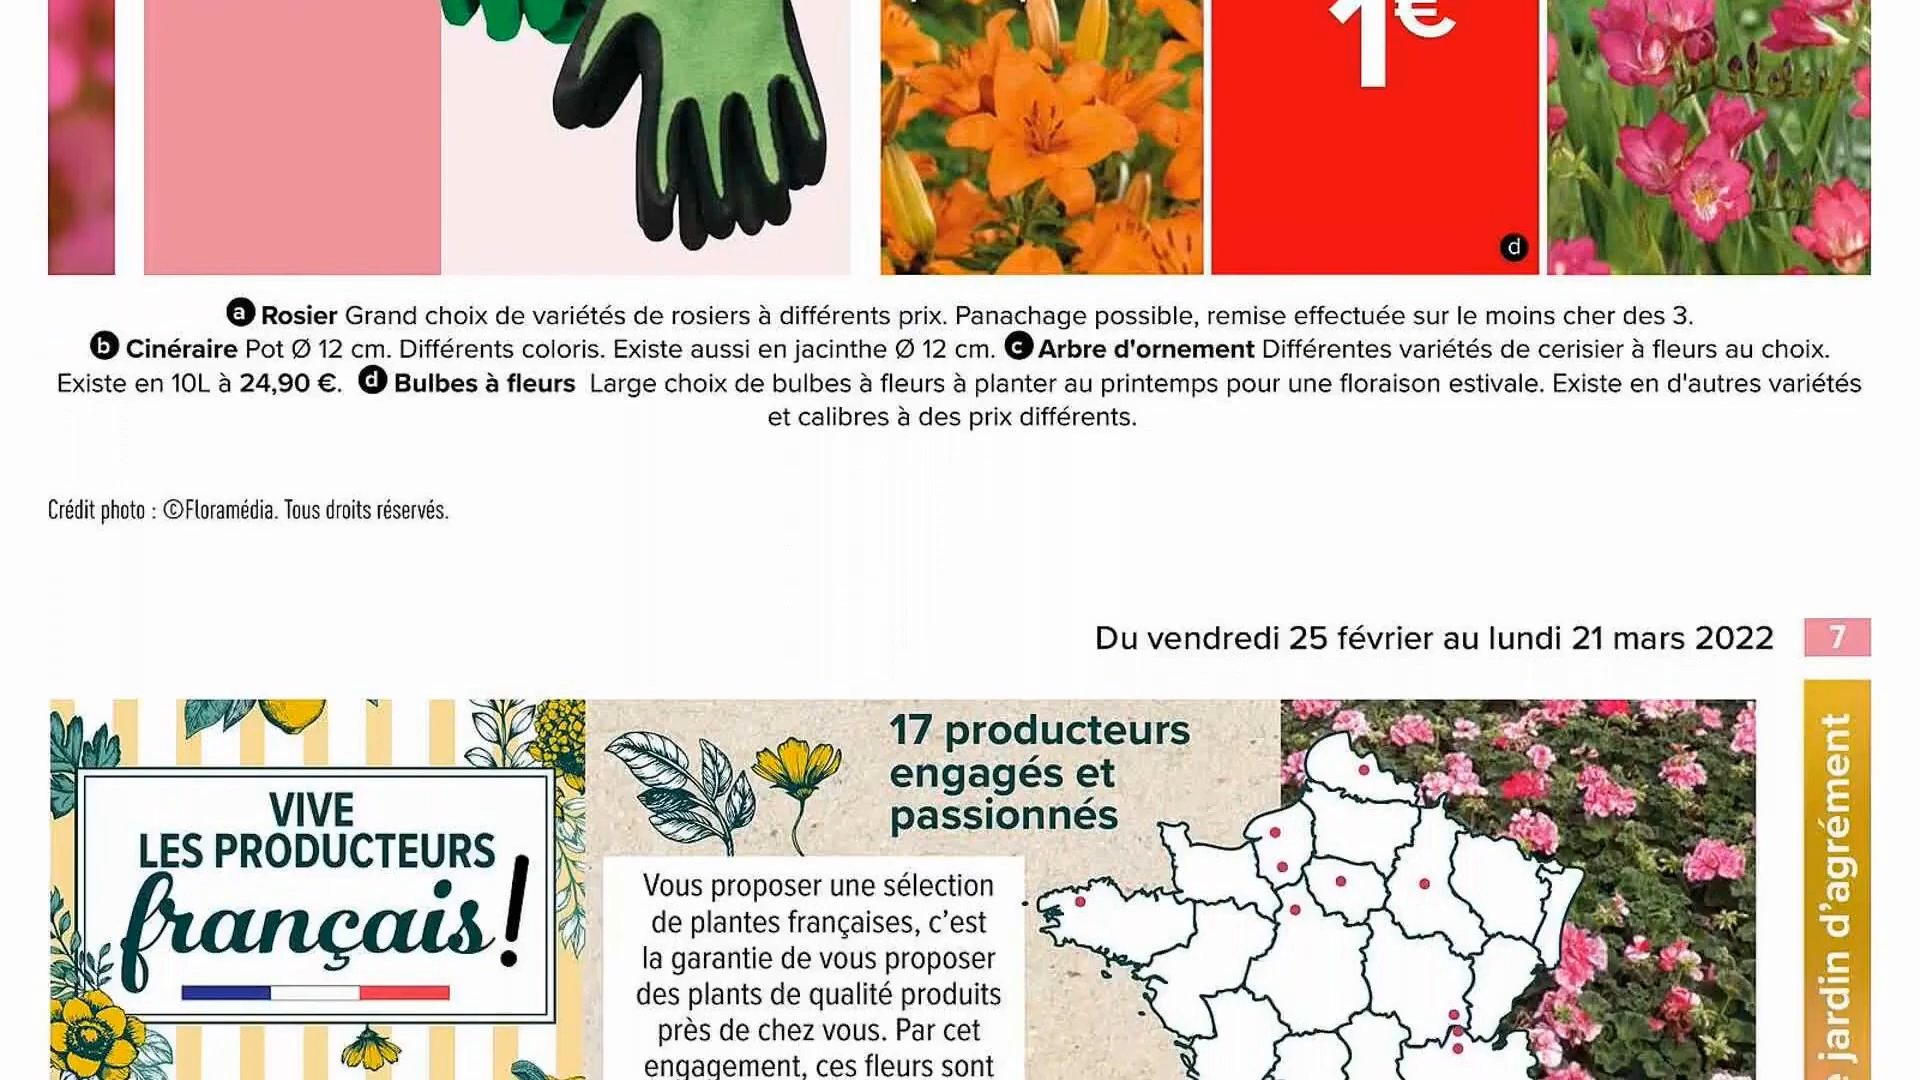 1€
d
a Rosier Grand choix de variétés de rosiers à différents prix. Panachage possible, remise effectuée sur le moins cher des 3.
b Cinéraire Pot Ø 12 cm. Différents coloris. Existe aussi en jacinthe Ø 12 cm. c Arbre d'ornement Différentes variétés de cerisier à fleurs au choix.
Existe en 10L à 24,90 €. d Bulbes à fleurs Large choix de bulbes à fleurs à planter au printemps pour une floraison estivale. Existe en d'autres variétés
et calibres à des prix différents.
Crédit photo : ©Floramédia. Tous droits réservés.
Du vendredi 25 février au lundi 21 mars 2022 7
VIVE
LES PRODUCTEURS
français!
17 producteurs
engagés et
passionnés
Vous proposer une sélection
de plantes françaises, c’est
la garantie de vous proposer
des plants de qualité produits
près de chez vous. Par cet
engagement, ces fleurs sont
jardin d’agrément